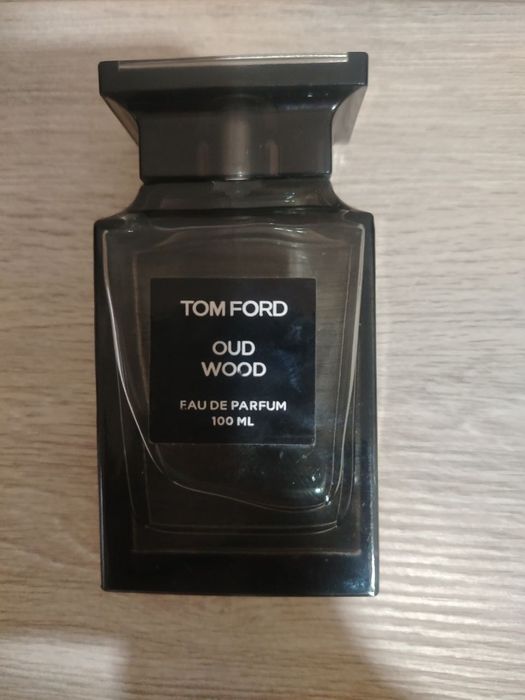 TOM FORD
OUD
WOOD
EAU DE PARFUM
100 ML